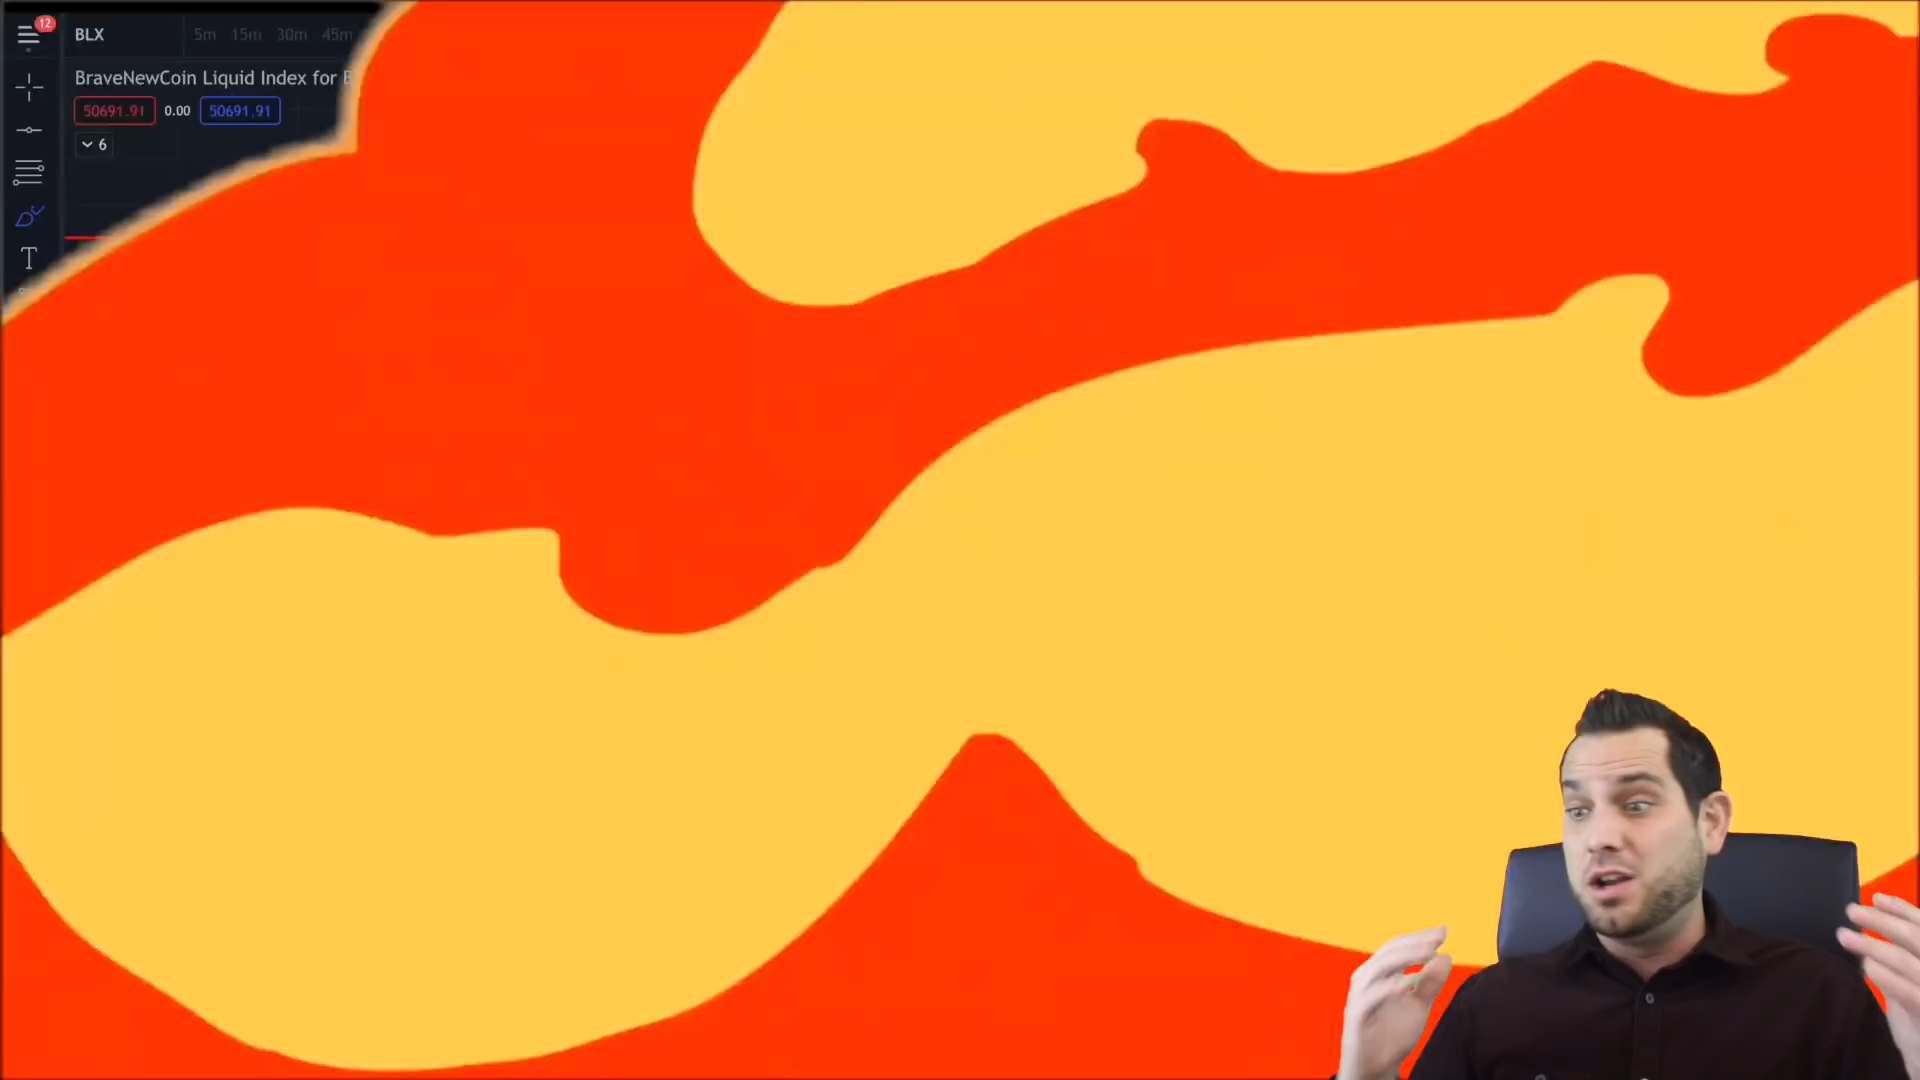 12
BLX 5m 15m 30m 45m
BraveNewCoin Liquid Index for
50691.91 0.00 50691.91
6
T